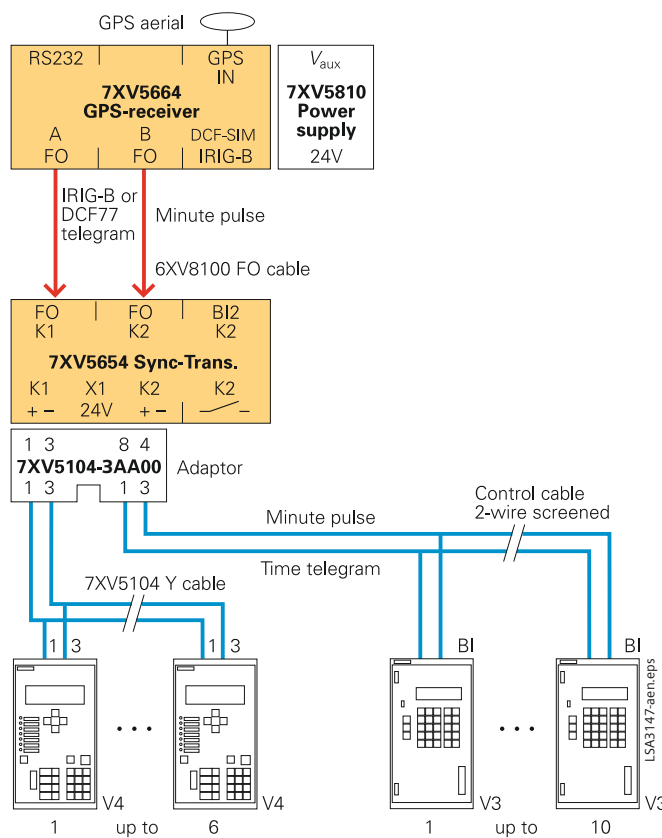 GPS aerial
RS232 GPS IN
7XV5664
GPS-receiver
A B DCF-SIM
FO FO IRIG-B
Vaux
7XV5810
Power
supply
24V
IRIG-B or
DCF77
telegram
Minute pulse
6XV8100 FO cable
FO FO BI2
K1 K2 K2
7XV5654 Sync-Trans.
K1 X1 K2 K2
+ − 24V + −
1 3 8 4
7XV5104-3AA00
1 3 1 3
Adaptor
Control cable
2-wire screened
Minute pulse
Time telegram
7XV5104 Y cable
1 3 1 3 BI BI
V4 V4 V3 V3
1 up to 6 1 up to 10
LSA3147-aen.eps